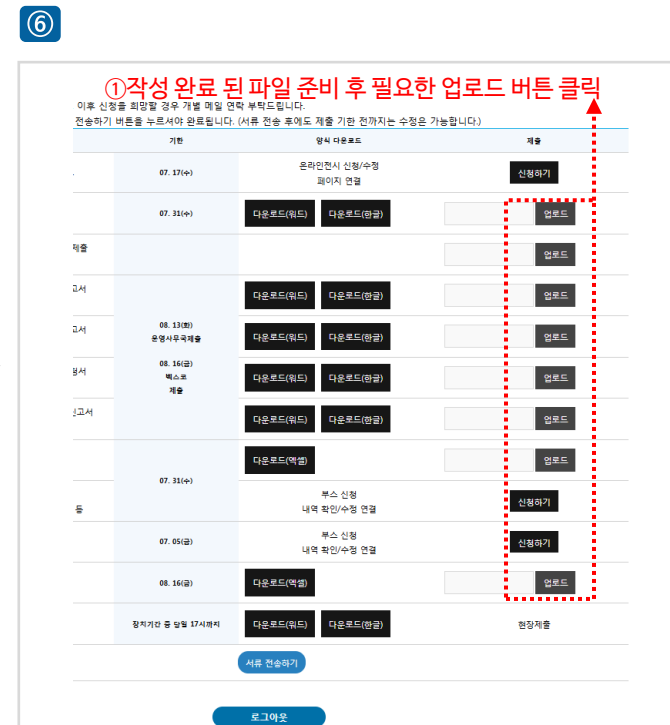 ⑥
①작성 완료 된 파일 준비 후 필요한 업로드 버튼 클릭
이후 신청을 희망할 경우 개별 메일 연락 부탁드립니다.
전송하기 버튼을 누르셔야 완료됩니다. (서류 전송 후에도 제출 기한 전까지는 수정은 가능합니다.)
기한 양식 다운로드 제출
07. 17(수) 온라인전시 신청/수정 신청하기
페이지 연결
07. 31(수) 다운로드(워드) 다운로드(한글) 업로드
제출 업로드
고서 다운로드(워드) 다운로드(한글) 업로드
고서 08. 13(화) 다운로드(워드) 다운로드(한글) 업로드
운영사무국제출
08. 16(금)
청서 벡스코 다운로드(워드) 다운로드(한글) 업로드
제출
신고서 다운로드(워드) 다운로드(한글) 업로드
다운로드(엑셀) 업로드
07. 31(수)
등 부스 신청 신청하기
내역 확인/수정 연결
07. 05(금) 부스 신청 신청하기
내역 확인/수정 연결
08. 16(금) 다운로드(엑셀) 업로드
장치기간 중 당일 17시까지 다운로드(워드) 다운로드(한글) 현장제출
서류 전송하기
로그아웃